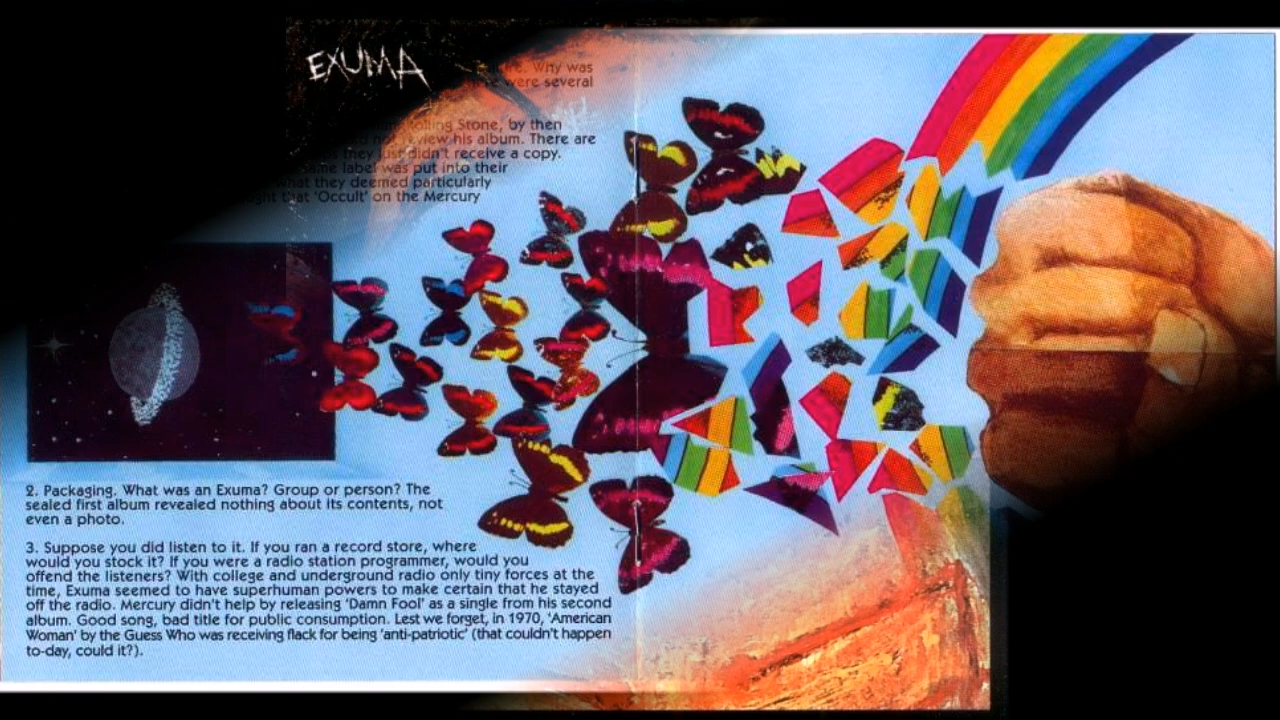 EXUMA
Why was
were several
Rolling Stone, by then
not review his album. There are
they just didn't receive a copy.
same label was put into their
what they deemed particularly
that 'Occult' on the Mercury
2. Packaging. What was an Exuma? Group or person? The
sealed first album revealed nothing about its contents, not
even a photo.
3. Suppose you did listen to it. If you ran a record store, where
would you stock it? If you were a radio station programmer, would you
offend the listeners? With college and underground radio only tiny forces at the
time, Exuma seemed to have superhuman powers to make certain that he stayed
off the radio. Mercury didn't help by releasing 'Damn Fool' as a single from his second
album. Good song, bad title for public consumption. Lest we forget, in 1970, 'American
Woman' by the Guess Who was receiving flack for being 'anti-patriotic' (that couldn't happen
to-day, could it?).